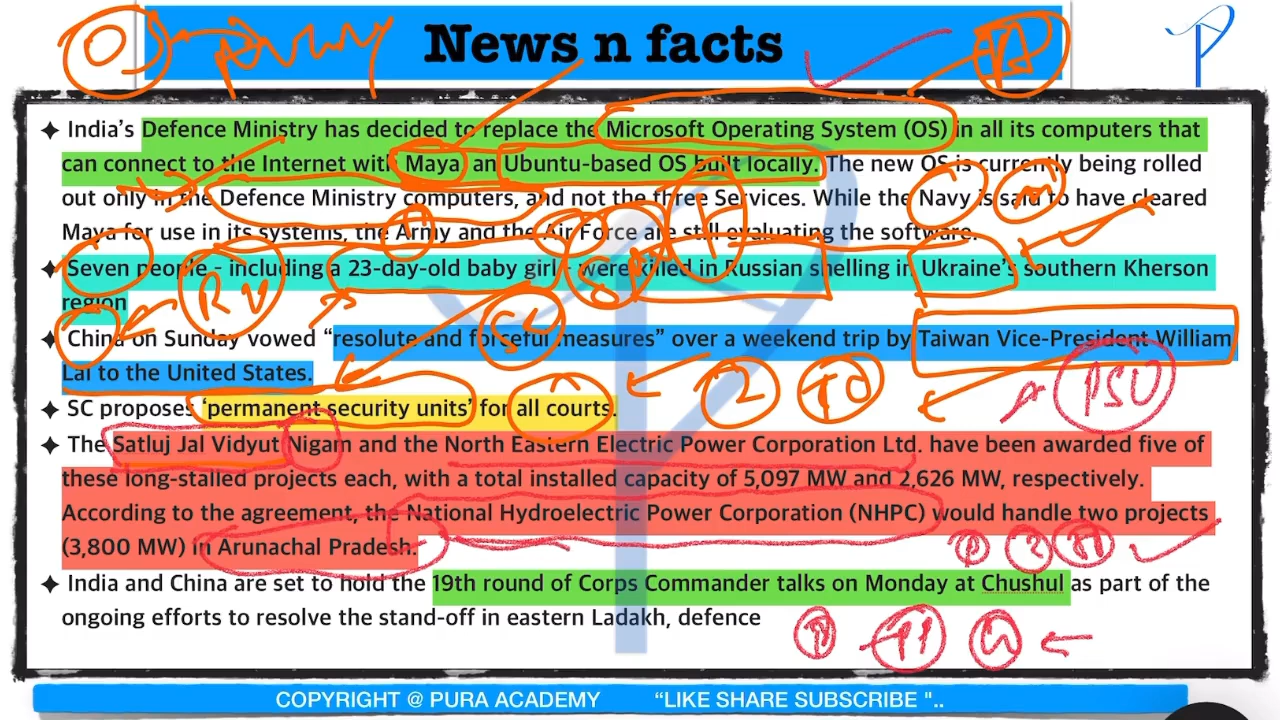 News n facts
✦ India's Defence Ministry has decided to replace the Microsoft Operating System (OS) in all its computers that
can connect to the Internet with Maya, an Ubuntu-based OS built locally. The new OS is currently being rolled
out only in the Defence Ministry computers, and not the three Services. While the Navy is said to have cleared
Maya for use in its systems, the Army and the Air Force are still evaluating the software.
✦ Seven people - including a 23-day-old baby girl - were killed in Russian shelling in Ukraine's southern Kherson
region
✦ China on Sunday vowed “resolute and forceful measures” over a weekend trip by Taiwan Vice-President William
Lai to the United States.
✦ SC proposes ‘permanent security units’ for all courts.
PSU
✦ The Satluj Jal Vidyut Nigam and the North Eastern Electric Power Corporation Ltd. have been awarded five of
these long-stalled projects each, with a total installed capacity of 5,097 MW and 2,626 MW, respectively.
According to the agreement, the National Hydroelectric Power Corporation (NHPC) would handle two projects
(3,800 MW) in Arunachal Pradesh.
✦ India and China are set to hold the 19th round of Corps Commander talks on Monday at Chushul as part of the
ongoing efforts to resolve the stand-off in eastern Ladakh, defence
COPYRIGHT @ PURA ACADEMY “LIKE SHARE SUBSCRIBE "..